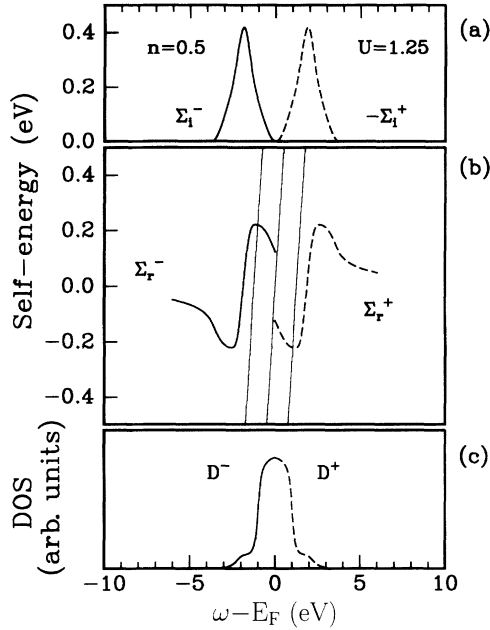 (a)
n=0.5
U=1.25
Σi−
−Σi+
0.4
0.2
0.0
Self−energy (eV)
(b)
0.4
0.2
0.0
−0.2
−0.4
Σr−
Σr+
(c)
D−
D+
DOS
(arb. units)
−10
−5
0
5
10
ω−EF (eV)